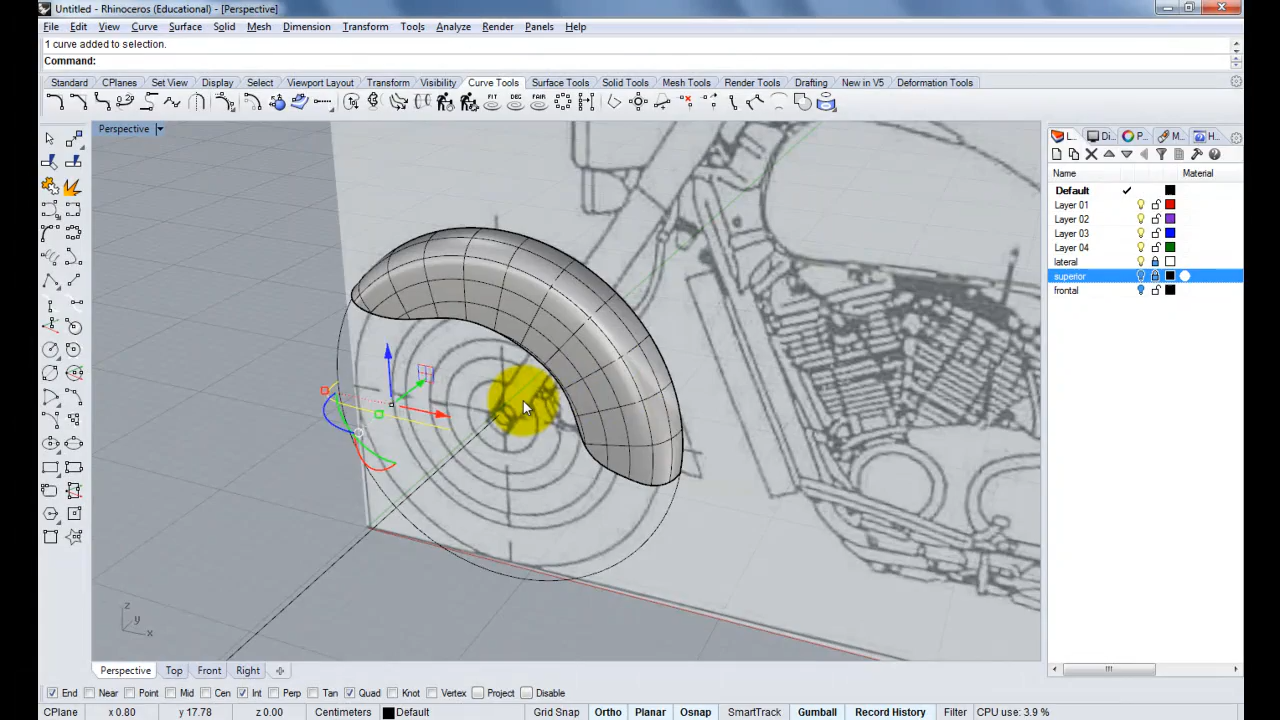 Untitled - Rhinoceros (Educational) - [Perspective]
File Edit View Curve Surface Solid Mesh Dimension Transform Tools Analyze Render Panels Help
1 curve added to selection.
Command:
Standard CPlanes Set View Display Select Viewport Layout Transform Visibility Curve Tools Surface Tools Solid Tools Mesh Tools Render Tools Drafting New in V5 Deformation Tools
FIT DEG FAIR
Perspective
L... Di... P... M... H...
Name Material
Default
Layer 01
Layer 02
Layer 03
Layer 04
lateral
superior
frontal
z
y
x
Perspective Top Front Right
End Near Point Mid Cen Int Perp Tan Quad Knot Vertex Project Disable
CPlane x 0.80 y 17.78 z 0.00 Centimeters Default Grid Snap Ortho Planar Osnap SmartTrack Gumball Record History Filter CPU use: 3.9 %